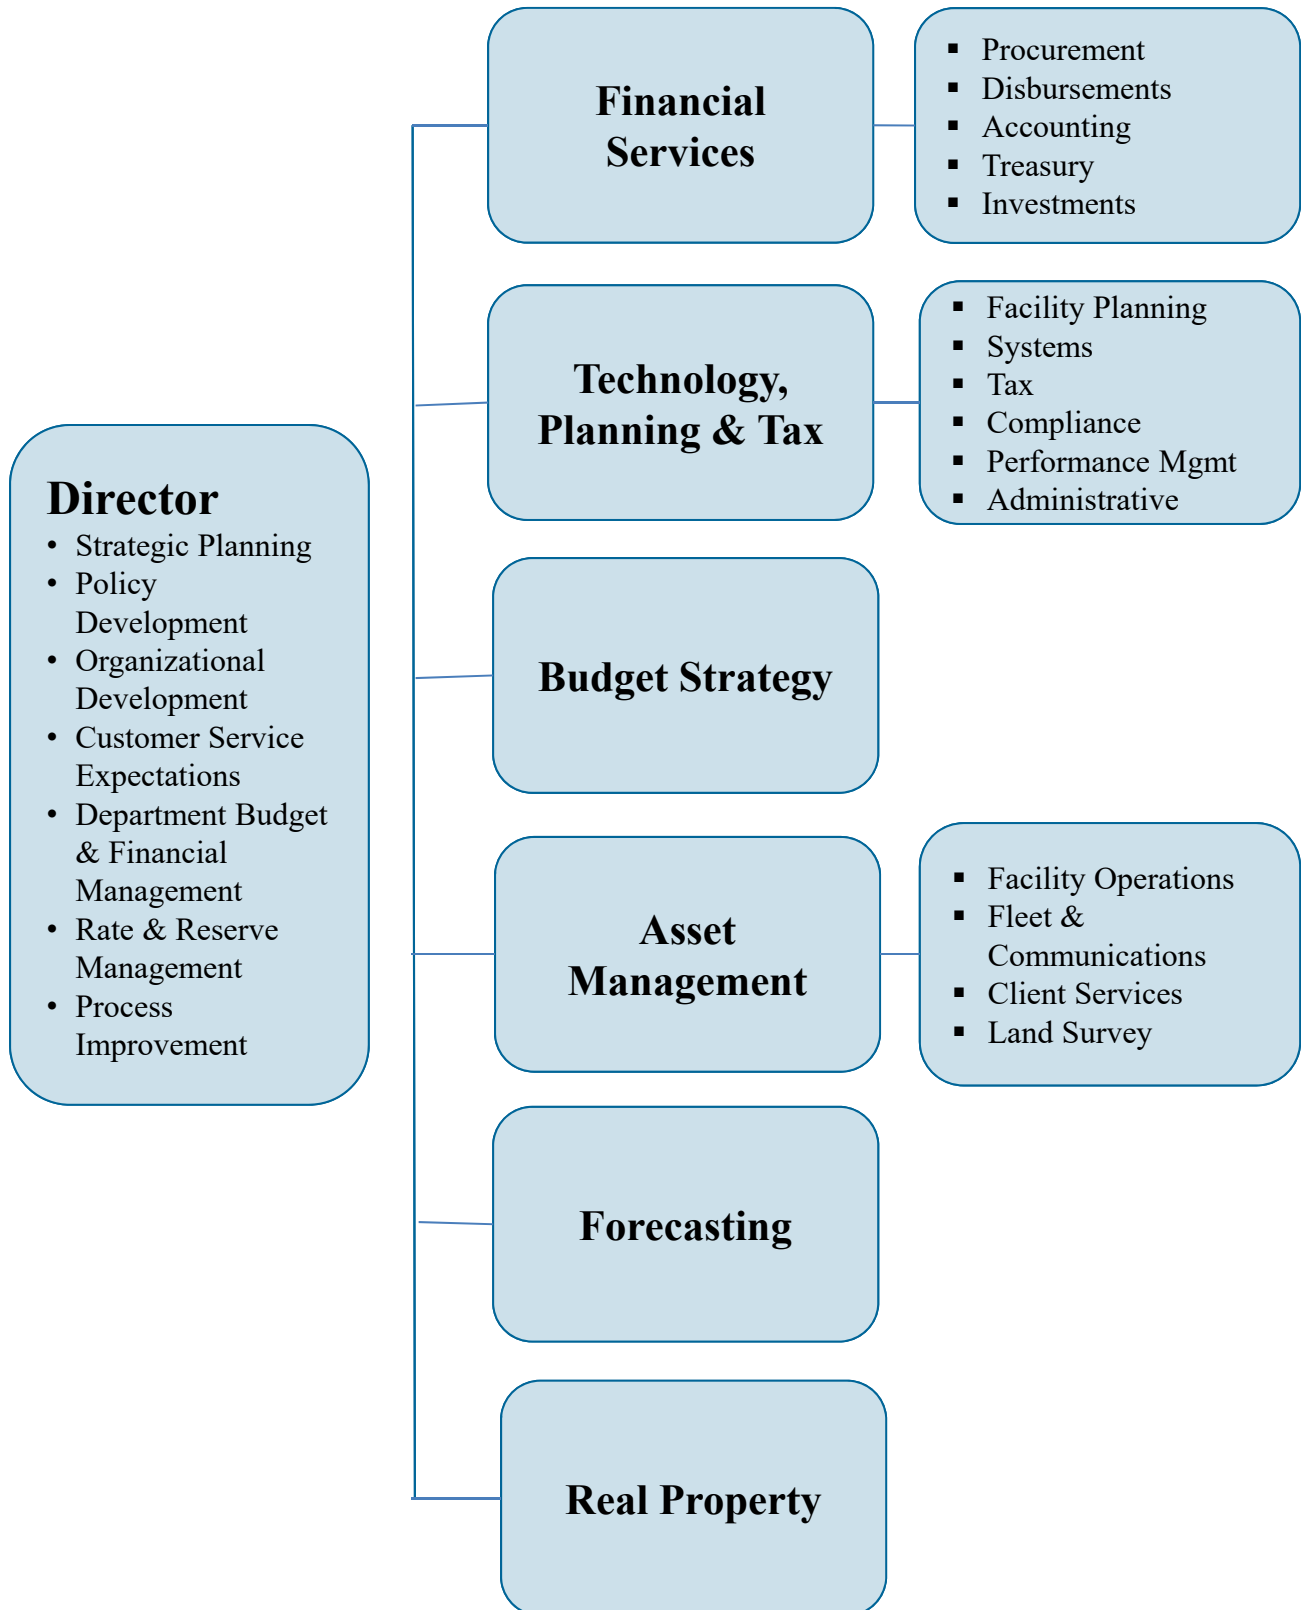 Director
• Strategic Planning
• Policy
Development
• Organizational
Development
• Customer Service
Expectations
• Department Budget
& Financial
Management
• Rate & Reserve
Management
• Process
Improvement
Financial
Services
▪ Procurement
▪ Disbursements
▪ Accounting
▪ Treasury
▪ Investments
Technology,
Planning & Tax
▪ Facility Planning
▪ Systems
▪ Tax
▪ Compliance
▪ Performance Mgmt
▪ Administrative
Budget Strategy
Asset
Management
▪ Facility Operations
▪ Fleet &
Communications
▪ Client Services
▪ Land Survey
Forecasting
Real Property